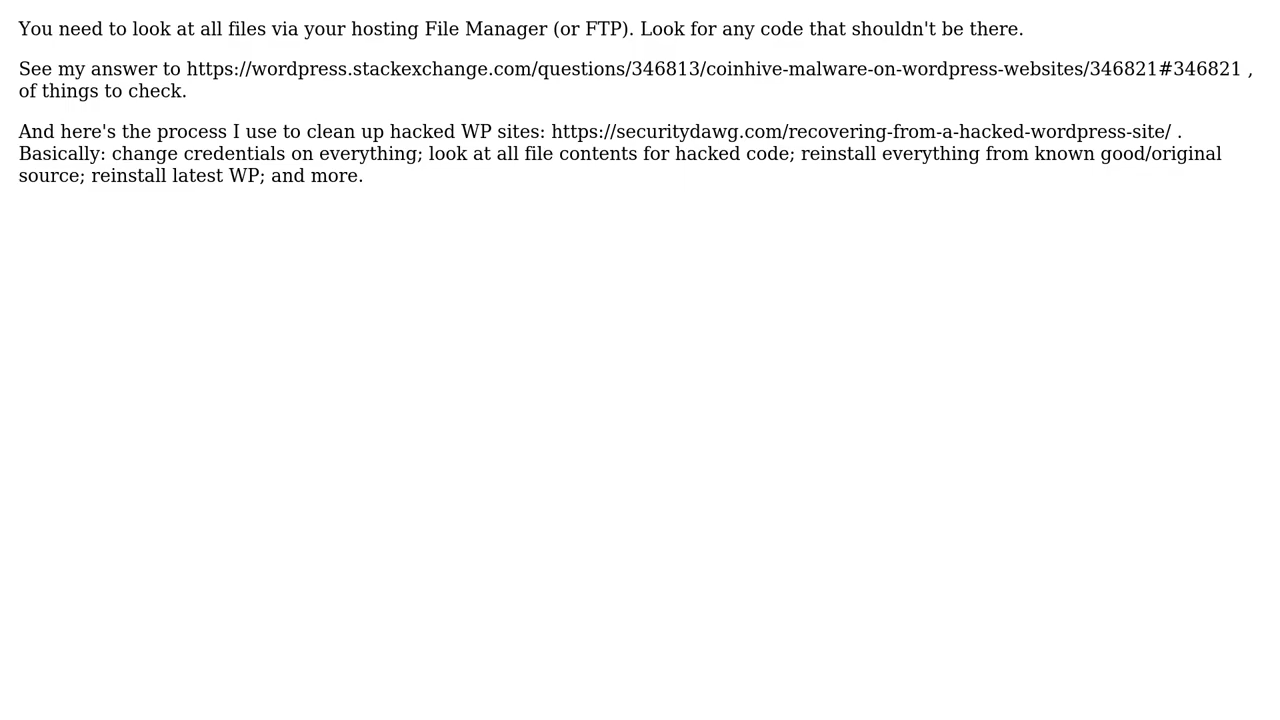 You need to look at all files via your hosting File Manager (or FTP). Look for any code that shouldn't be there.
See my answer to https://wordpress.stackexchange.com/questions/346813/coinhive-malware-on-wordpress-websites/346821#346821 ,
of things to check.
And here's the process I use to clean up hacked WP sites: https://securitydawg.com/recovering-from-a-hacked-wordpress-site/ .
Basically: change credentials on everything; look at all file contents for hacked code; reinstall everything from known good/original
source; reinstall latest WP; and more.